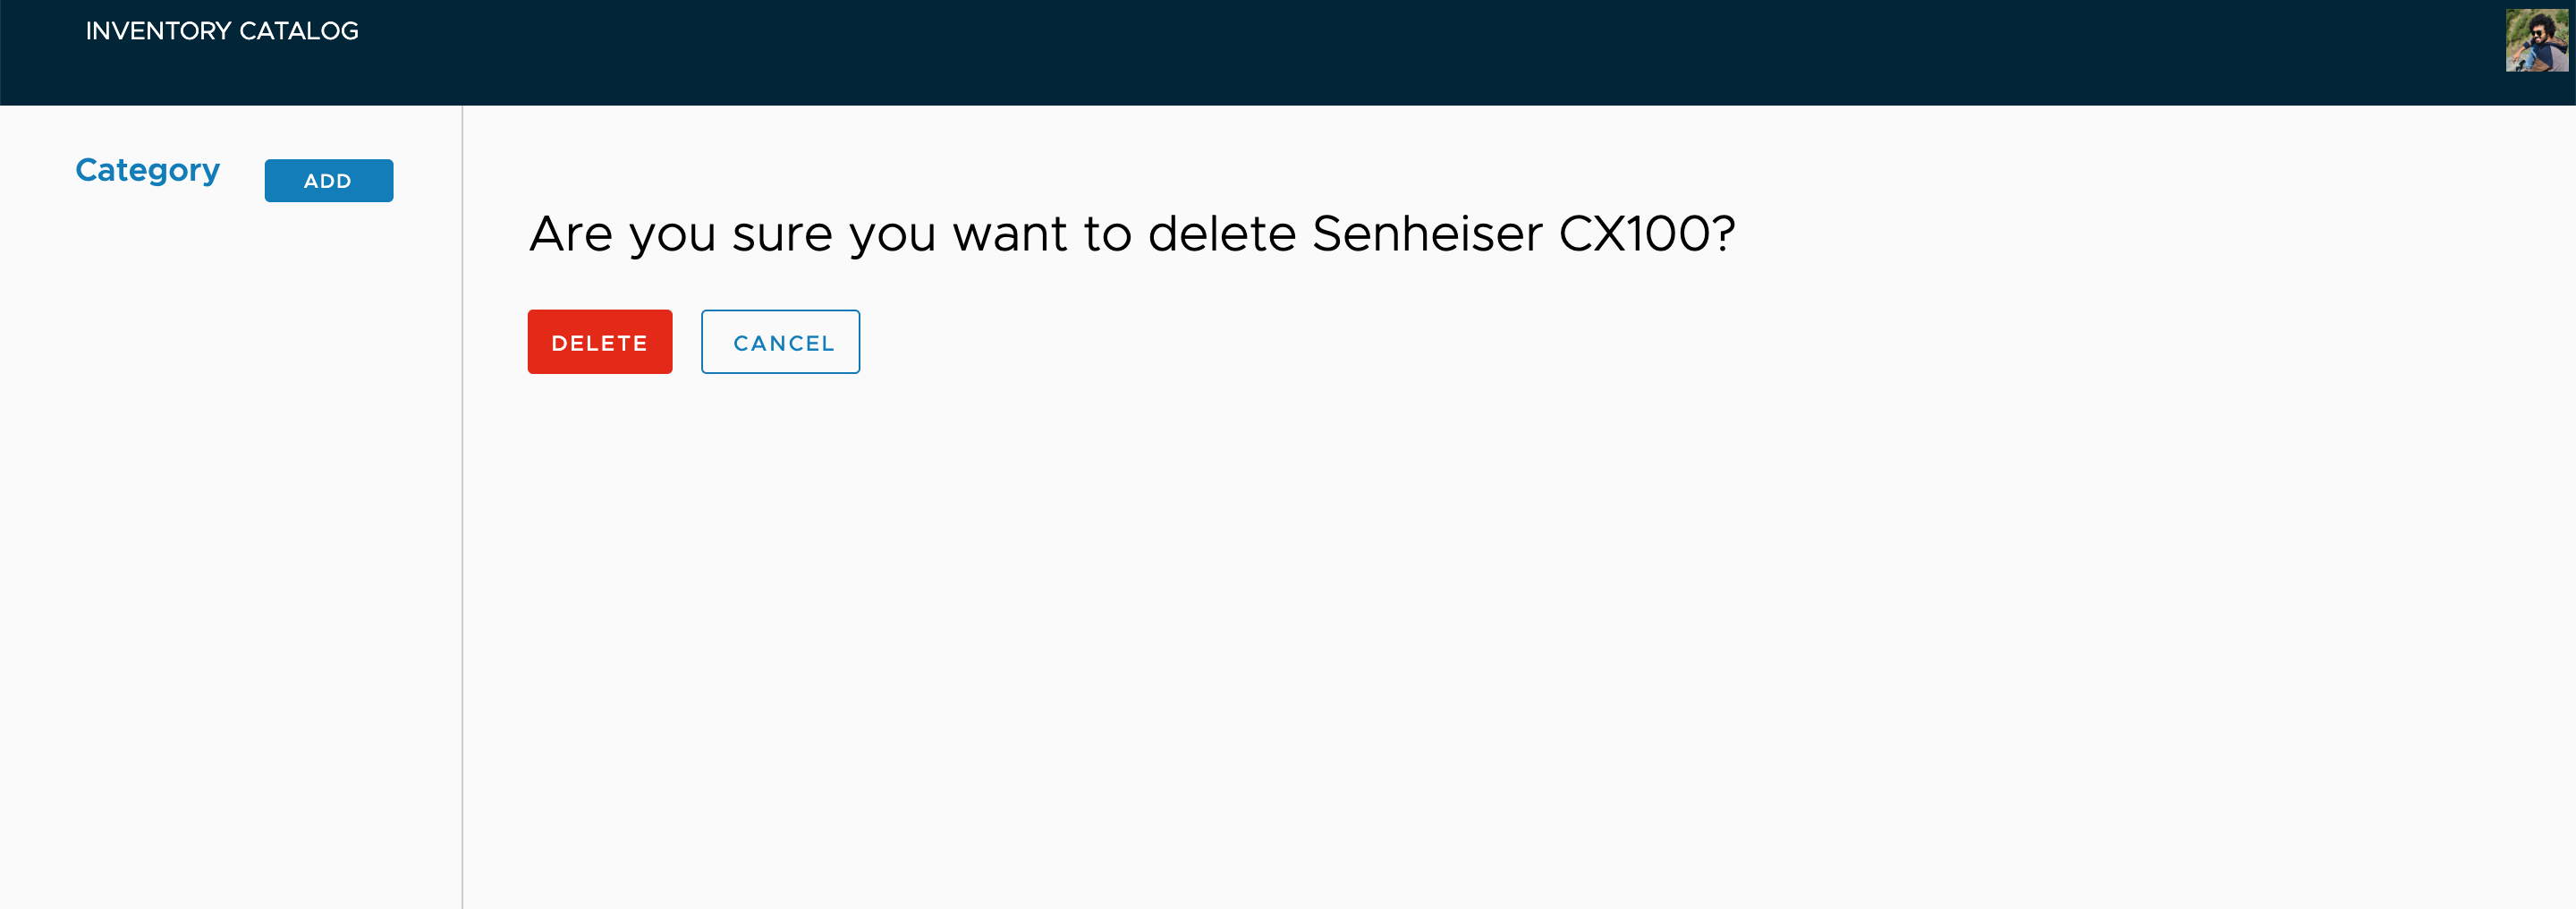 INVENTORY CATALOG
Category
ADD
Are you sure you want to delete Senheiser CX100?
DELETE
CANCEL